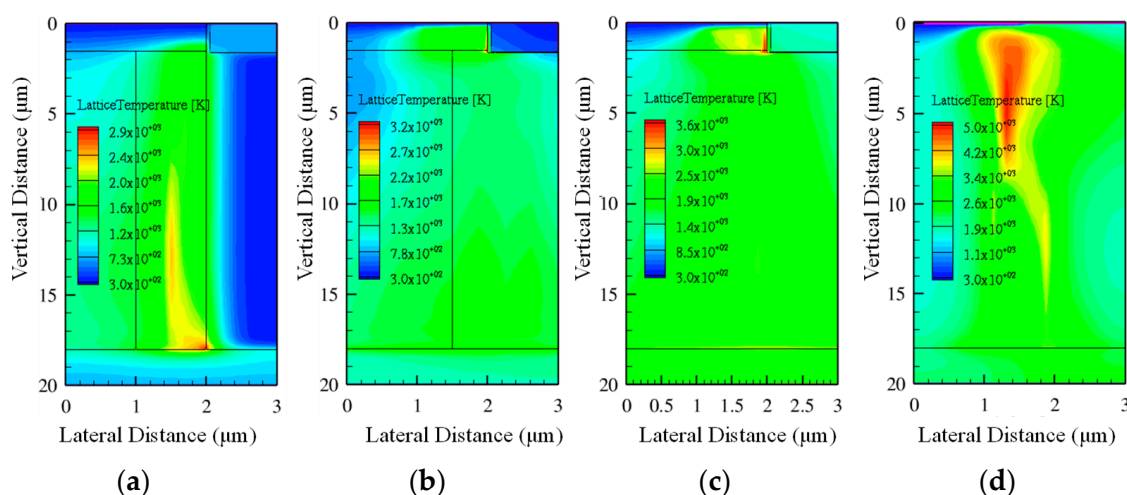 0
5
10
15
20
Vertical Distance (μm)
LatticeTemperature [K]
2.9x10⁺⁰³
2.4x10⁺⁰³
2.0x10⁺⁰³
1.6x10⁺⁰³
1.2x10⁺⁰³
7.3x10⁺⁰²
3.0x10⁺⁰²
0 1 2 3
Lateral Distance (μm)
(a)
0
5
10
15
20
Vertical Distance (μm)
LatticeTemperature [K]
3.2x10⁺⁰³
2.7x10⁺⁰³
2.2x10⁺⁰³
1.7x10⁺⁰³
1.3x10⁺⁰³
7.8x10⁺⁰²
3.0x10⁺⁰²
0 1 2 3
Lateral Distance (μm)
(b)
0
5
10
15
20
Vertical Distance (μm)
LatticeTemperature [K]
3.6x10⁺⁰³
3.0x10⁺⁰³
2.5x10⁺⁰³
1.9x10⁺⁰³
1.4x10⁺⁰³
8.5x10⁺⁰²
3.0x10⁺⁰²
0 0.5 1 1.5 2 2.5 3
Lateral Distance (μm)
(c)
0
5
10
15
20
Vertical Distance (μm)
LatticeTemperature [K]
5.0x10⁺⁰³
4.2x10⁺⁰³
3.4x10⁺⁰³
2.6x10⁺⁰³
1.9x10⁺⁰³
1.1x10⁺⁰³
3.0x10⁺⁰²
0 1 2 3
Lateral Distance (μm)
(d)